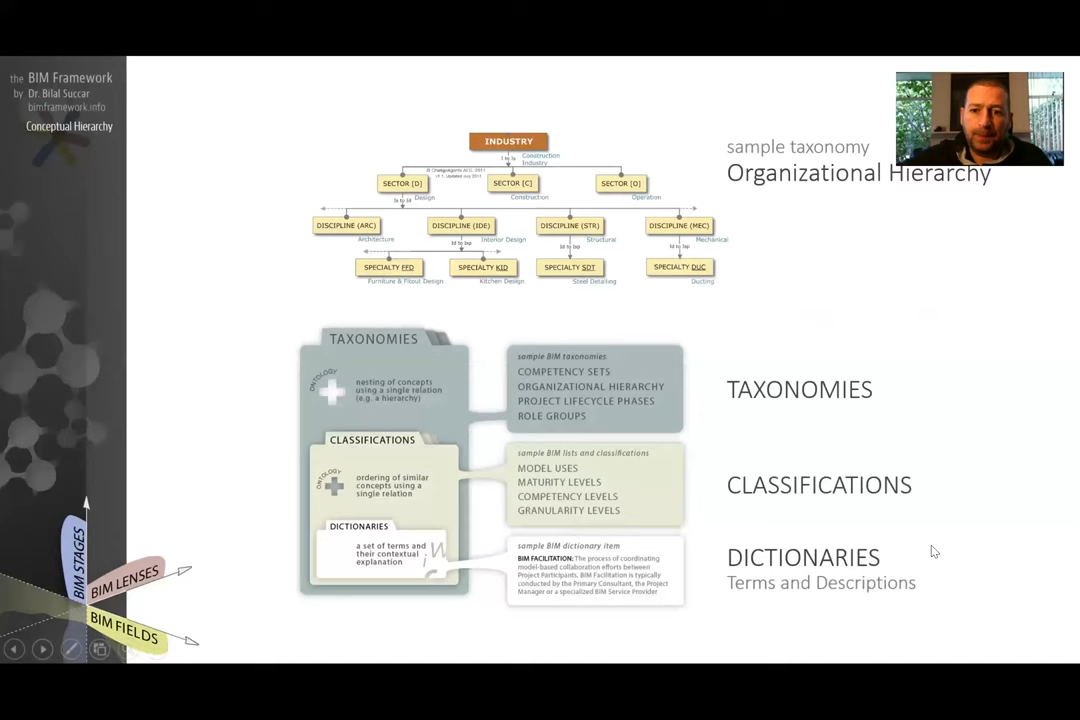 the BIM Framework
by Dr. Bilal Succar
bimframework.info
Conceptual Hierarchy
sample taxonomy
Organizational Hierarchy
INDUSTRY
Construction
Industry
SECTOR [D]
Design
SECTOR [C]
Construction
SECTOR [O]
Operation
DISCIPLINE (ARC)
Architecture
DISCIPLINE (IDE)
Interior Design
DISCIPLINE (STR)
Structural
DISCIPLINE (MEC)
Mechanical
SPECIALTY FFD
Furniture & Fitout Design
SPECIALTY KID
Kitchen Design
SPECIALTY SDT
Steel Detailing
SPECIALTY DUC
Ducting
TAXONOMIES
ONTOLOGY
nesting of concepts
using a single relation
(e.g. a hierarchy)
sample BIM taxonomies
COMPETENCY SETS
ORGANIZATIONAL HIERARCHY
PROJECT LIFECYCLE PHASES
ROLE GROUPS
TAXONOMIES
CLASSIFICATIONS
ONTOLOGY
ordering of similar
concepts using a
single relation
sample BIM lists and classifications
MODEL USES
MATURITY LEVELS
COMPETENCY LEVELS
GRANULARITY LEVELS
CLASSIFICATIONS
DICTIONARIES
a set of terms and
their contextual
explanation
sample BIM dictionary item
BIM FACILITATION: The process of coordinating
model-based collaboration efforts between
Project Participants. BIM Facilitation is typically
conducted by the Primary Consultant, the Project
Manager or a specialized BIM Service Provider
DICTIONARIES
Terms and Descriptions
BIM STAGES
BIM LENSES
BIM FIELDS